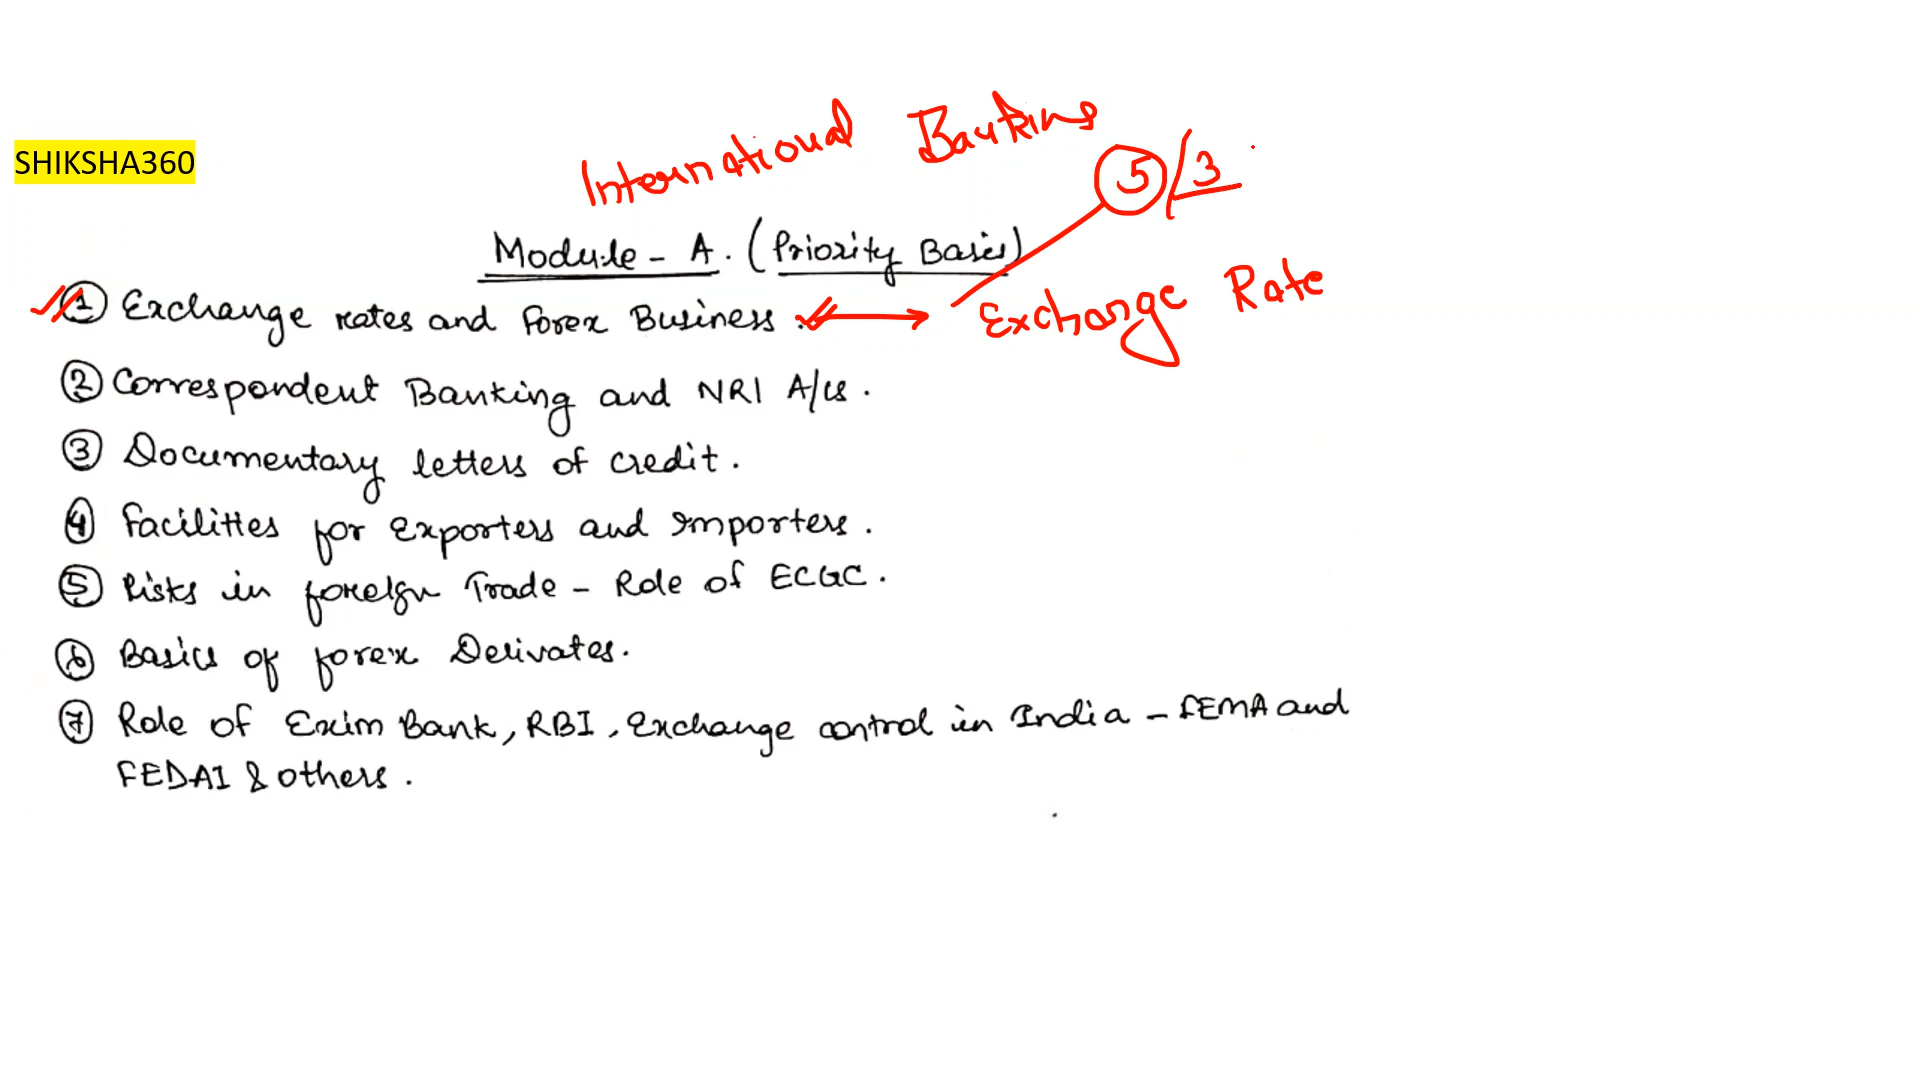 International Banking
SHIKSHA360
5/3
Module - A. (Priority Basis)
① Exchange rates and Forex Business.
Exchange Rate
② Correspondent Banking and NRI A/cs.
③ Documentary letters of credit.
④ Facilities for Exporters and Importers.
⑤ Risks in foreign Trade - Role of ECGC.
⑥ Basics of forex Derivates.
⑦ Role of Exim Bank, RBI, Exchange control in India - FEMA and
FEDAI & others.